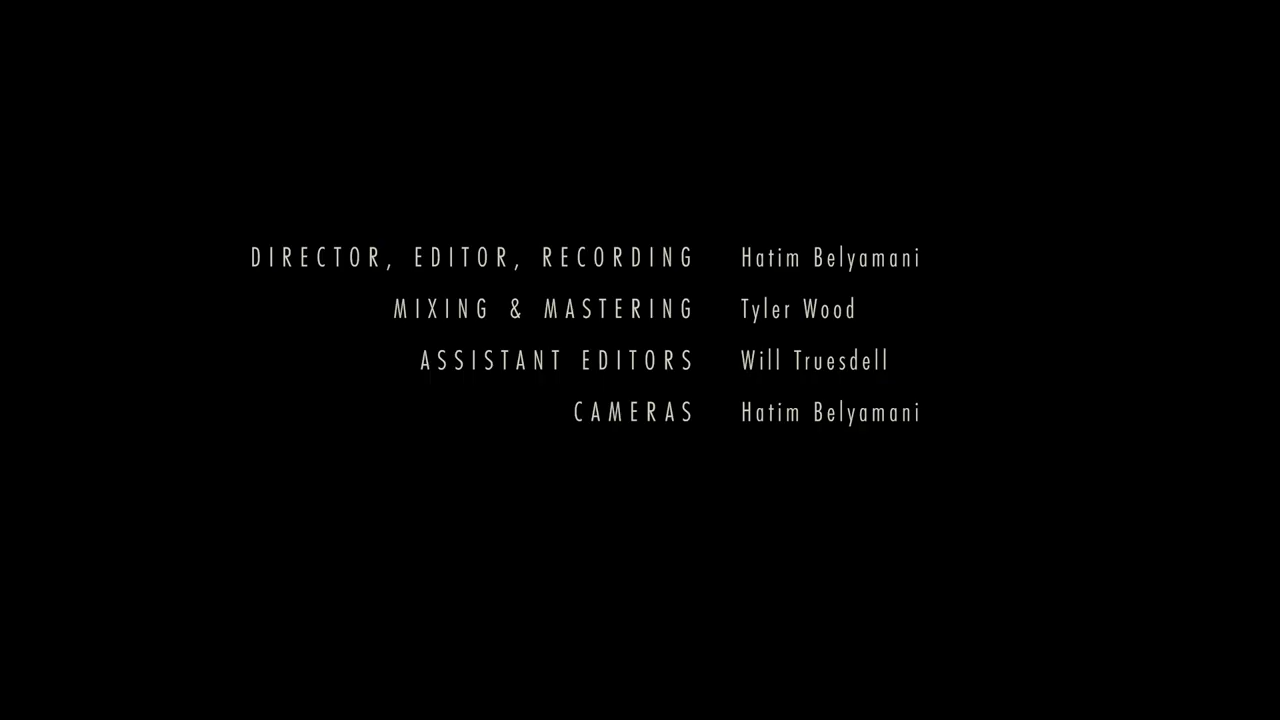 DIRECTOR, EDITOR, RECORDING Hatim Belyamani
MIXING & MASTERING Tyler Wood
ASSISTANT EDITORS Will Truesdell
CAMERAS Hatim Belyamani